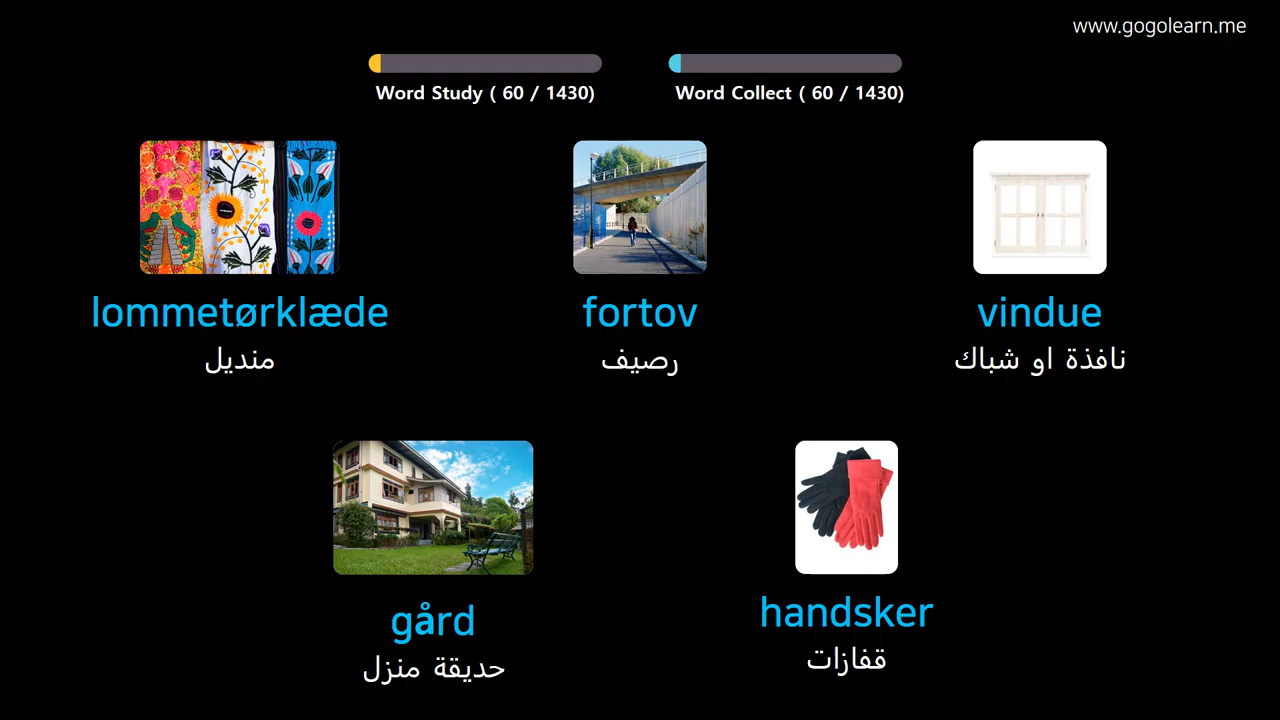 www.gogolearn.me
Word Study ( 60 / 1430)
Word Collect ( 60 / 1430)
lommetørklæde
منديل
fortov
رصيف
vindue
نافذة او شباك
gård
حديقة منزل
handsker
قفازات